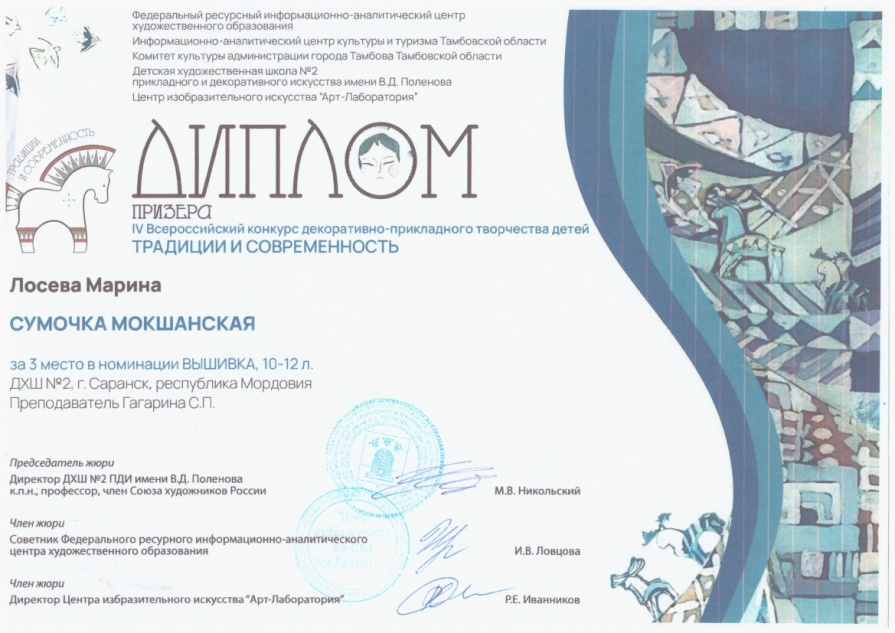 Федеральный ресурсный информационно-аналитический центр
художественного образования
Информационно-аналитический центр культуры и туризма Тамбовской области
Комитет культуры администрации города Тамбова Тамбовской области
Детская художественная школа №2
прикладного и декоративного искусства имени В.Д. Поленова
Центр изобразительного искусства "Арт-Лаборатория"
ТРАДИЦИИ
И СОВРЕМЕННОСТЬ
ДИПЛОМ
ПРИЗЕРА
IV Всероссийский конкурс декоративно-прикладного творчества детей
ТРАДИЦИИ И СОВРЕМЕННОСТЬ
Лосева Марина
СУМОЧКА МОКШАНСКАЯ
за 3 место в номинации ВЫШИВКА, 10-12 л.
ДХШ №2, г. Саранск, республика Мордовия
Преподаватель Гагарина С.П.
Председатель жюри
Директор ДХШ №2 ПДИ имени В.Д. Поленова
к.п.н., профессор, член Союза художников России
М.В. Никольский
Член жюри
Советник Федерального ресурного информационно-аналитического
центра художественного образования
И.В. Ловцова
Член жюри
Директор Центра избразительного искусства "Арт-Лаборатория"
Р.Е. Иванников